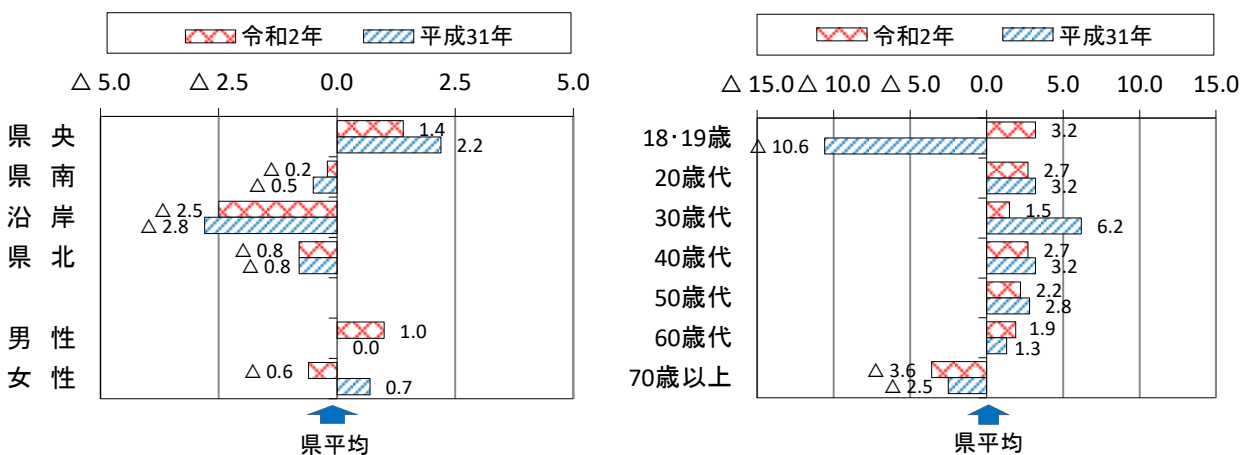 令和2年 平成31年
△ 5.0 △ 2.5 0.0 2.5 5.0
県 央 1.4
2.2
県 南 △ 0.2
△ 0.5
沿 岸 △ 2.5
△ 2.8
県 北 △ 0.8
△ 0.8
男 性 1.0
0.0
女 性 △ 0.6
0.7
県平均
令和2年 平成31年
△ 15.0 △ 10.0 △ 5.0 0.0 5.0 10.0 15.0
18･19歳 3.2
△ 10.6
20歳代 2.7
3.2
30歳代 1.5
6.2
40歳代 2.7
3.2
50歳代 2.2
2.8
60歳代 1.9
1.3
70歳以上 △ 3.6
△ 2.5
県平均